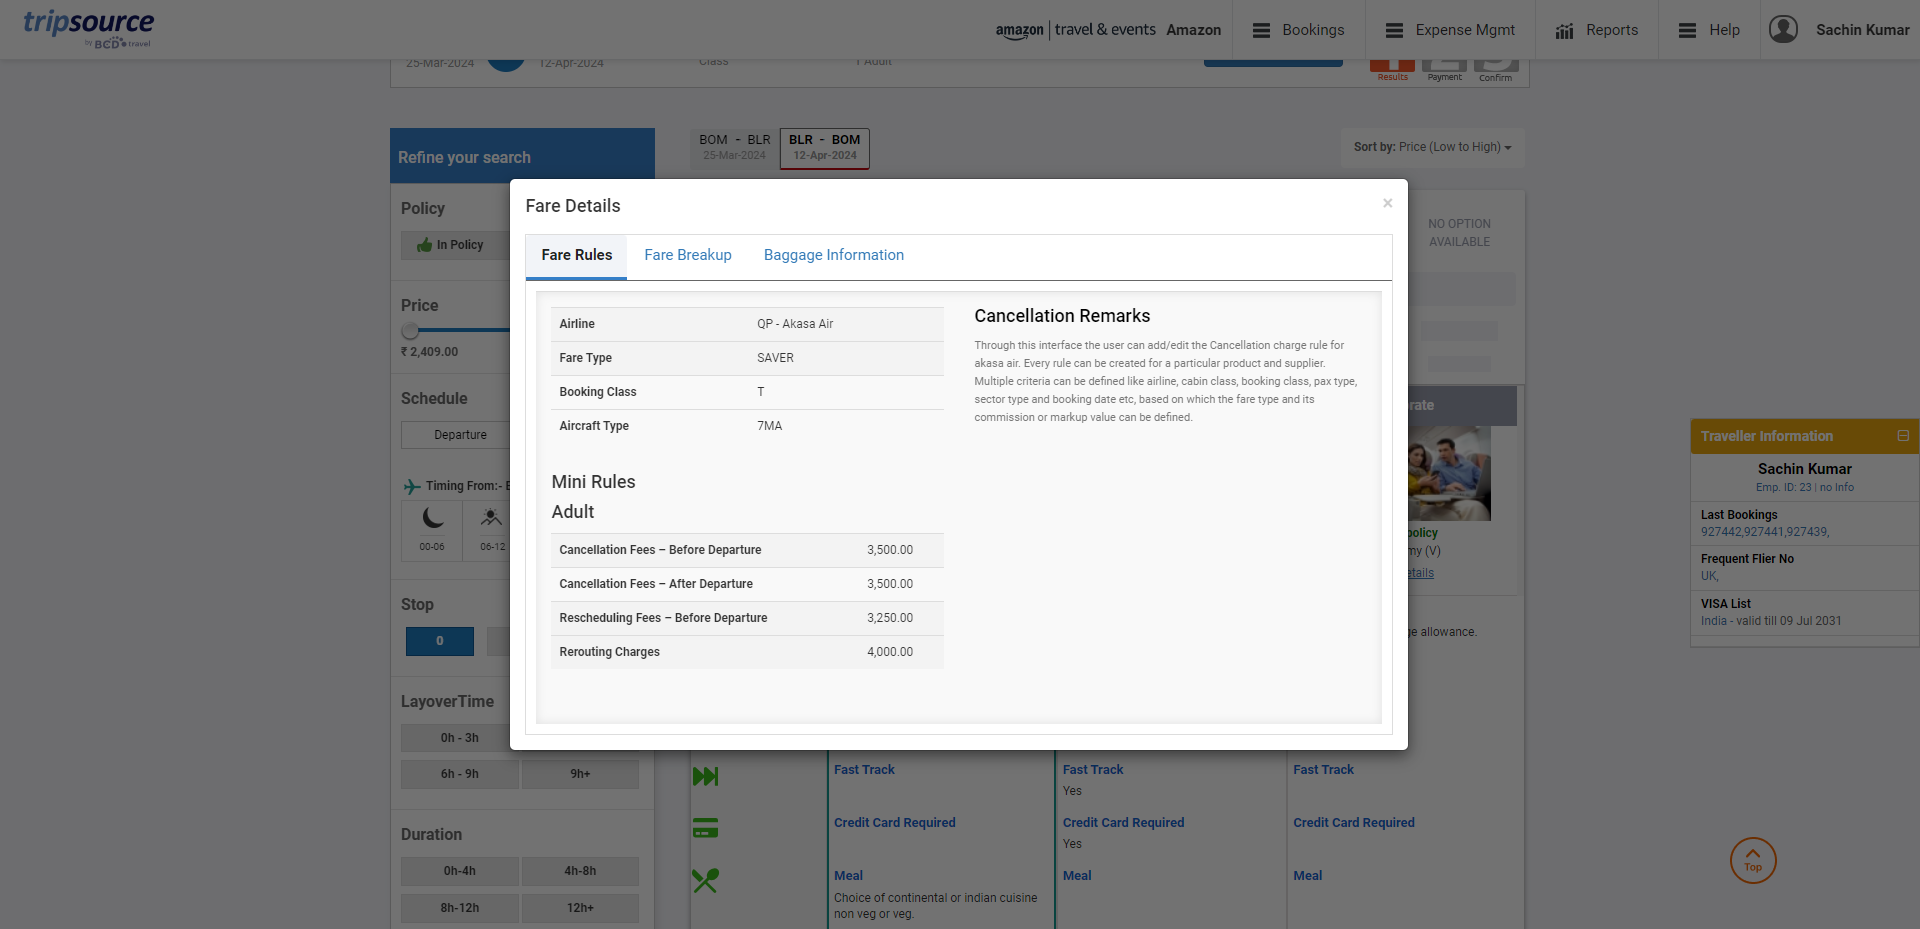 tripsource
by BCD travel
amazon | travel & events Amazon
Bookings
Expense Mgmt
Reports
Help
Sachin Kumar
25-Mar-2024
12-Apr-2024
Class
1 Adult
Results
Payment
Confirm
Refine your search
BOM - BLR
25-Mar-2024
BLR - BOM
12-Apr-2024
Sort by: Price (Low to High)
Policy
In Policy
Price
₹ 2,409.00
Schedule
Departure
Timing From:-
00-06
06-12
Stop
0
LayoverTime
0h - 3h
6h - 9h
9h+
Duration
0h-4h
4h-8h
8h-12h
12h+
Fare Details
×
Fare Rules
Fare Breakup
Baggage Information
Airline QP - Akasa Air
Fare Type SAVER
Booking Class T
Aircraft Type 7MA
Mini Rules
Adult
Cancellation Fees – Before Departure 3,500.00
Cancellation Fees – After Departure 3,500.00
Rescheduling Fees – Before Departure 3,250.00
Rerouting Charges 4,000.00
Cancellation Remarks
Through this interface the user can add/edit the Cancellation charge rule for
akasa air. Every rule can be created for a particular product and supplier.
Multiple criteria can be defined like airline, cabin class, booking class, pax type,
sector type and booking date etc, based on which the fare type and its
commission or markup value can be defined.
NO OPTION
AVAILABLE
policy
(V)
allowance.
Fast Track
Fast Track
Yes
Fast Track
Credit Card Required
Credit Card Required
Yes
Credit Card Required
Meal
Choice of continental or indian cuisine
non veg or veg.
Meal
Meal
Traveller Information
Sachin Kumar
Emp. ID: 23 | no Info
Last Bookings
927442,927441,927439,
Frequent Flier No
UK,
VISA List
India - valid till 09 Jul 2031
Top